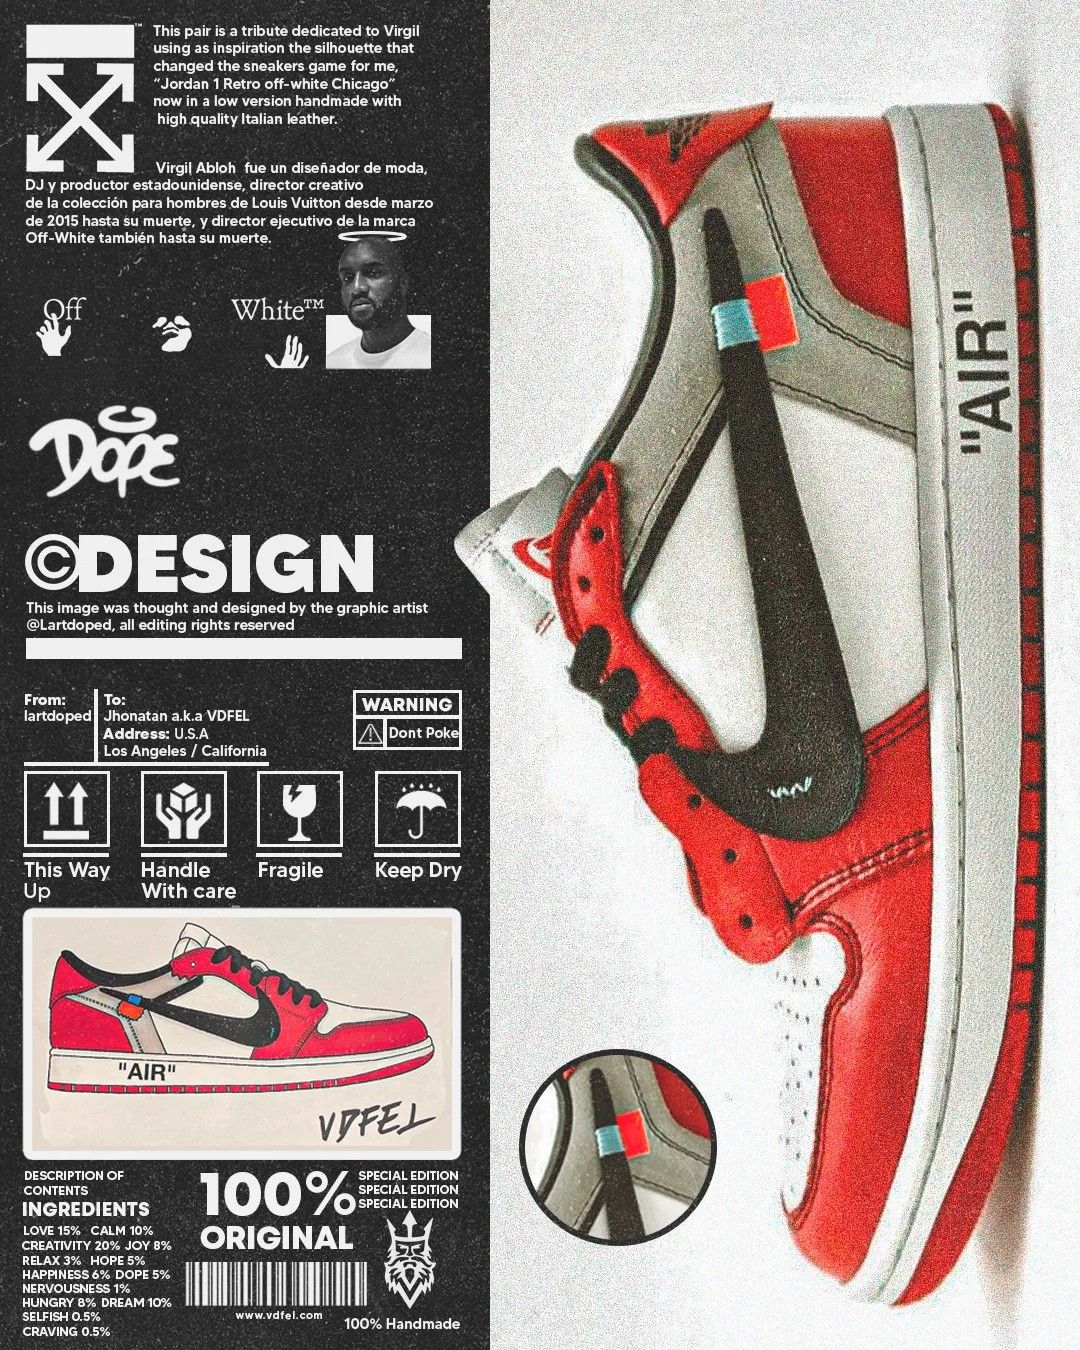 This pair is a tribute dedicated to Virgil
using as inspiration the silhouette that
changed the sneakers game for me,
“Jordan 1 Retro off-white Chicago”
now in a low version handmade with
high quality Italian leather.
Virgil Abloh fue un diseñador de moda,
DJ y productor estadounidense, director creativo
de la colección para hombres de Louis Vuitton desde marzo
de 2015 hasta su muerte, y director ejecutivo de la marca
Off-White también hasta su muerte.
Off
White™
DOPE
©DESIGN
This image was thought and designed by the graphic artist
@Lartdoped, all editing rights reserved
From:
lartdoped
To:
Jhonatan a.k.a VDFEL
Address: U.S.A
Los Angeles / California
WARNING
Dont Poke
This Way
Up
Handle
With care
Fragile
Keep Dry
"AIR"
VDFEL
DESCRIPTION OF
CONTENTS
INGREDIENTS
LOVE 15% CALM 10%
CREATIVITY 20% JOY 8%
RELAX 3% HOPE 5%
HAPPINESS 6% DOPE 5%
NERVOUSNESS 1%
HUNGRY 8% DREAM 10%
SELFISH 0.5%
CRAVING 0.5%
100%
ORIGINAL
SPECIAL EDITION
SPECIAL EDITION
SPECIAL EDITION
www.vdfel.com
100% Handmade
"AIR"